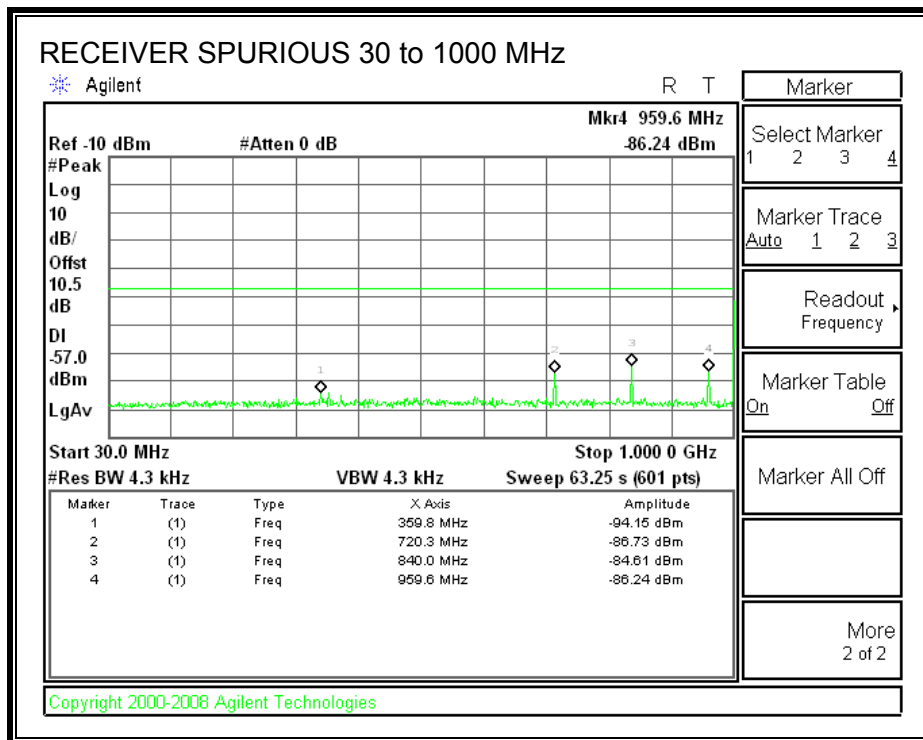 RECEIVER SPURIOUS 30 to 1000 MHz
Agilent R T
Mkr4 959.6 MHz
Ref -10 dBm #Atten 0 dB -86.24 dBm
#Peak
Log
10
dB/
Offst
10.5
dB
DI
-57.0
dBm
LgAv
1
2
3
4
Start 30.0 MHz Stop 1.000 0 GHz
#Res BW 4.3 kHz VBW 4.3 kHz Sweep 63.25 s (601 pts)
Marker Trace Type X Axis Amplitude
1 (1) Freq 359.8 MHz -94.15 dBm
2 (1) Freq 720.3 MHz -86.73 dBm
3 (1) Freq 840.0 MHz -84.61 dBm
4 (1) Freq 959.6 MHz -86.24 dBm
Marker
Select Marker
1 2 3 4
Marker Trace
Auto 1 2 3
Readout
Frequency
Marker Table
On Off
Marker All Off
More
2 of 2
Copyright 2000-2008 Agilent Technologies